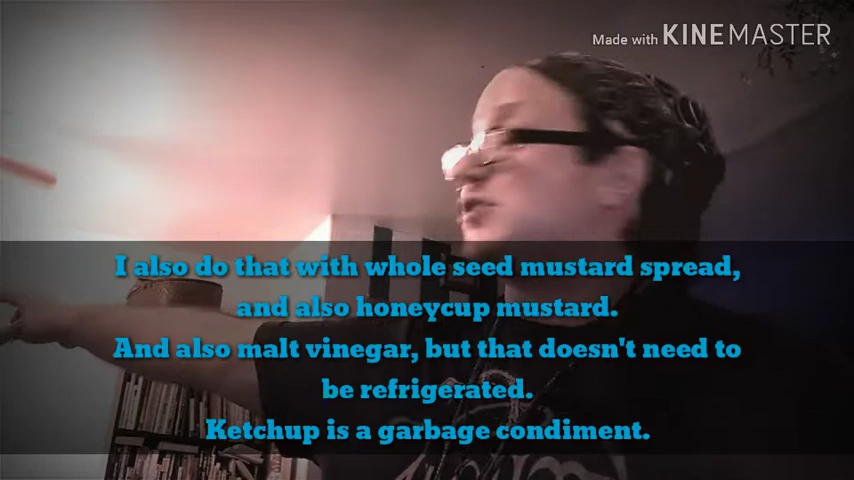 Made with KINEMASTER
I also do that with whole seed mustard spread,
and also honeycup mustard.
And also malt vinegar, but that doesn't need to
be refrigerated.
Ketchup is a garbage condiment.